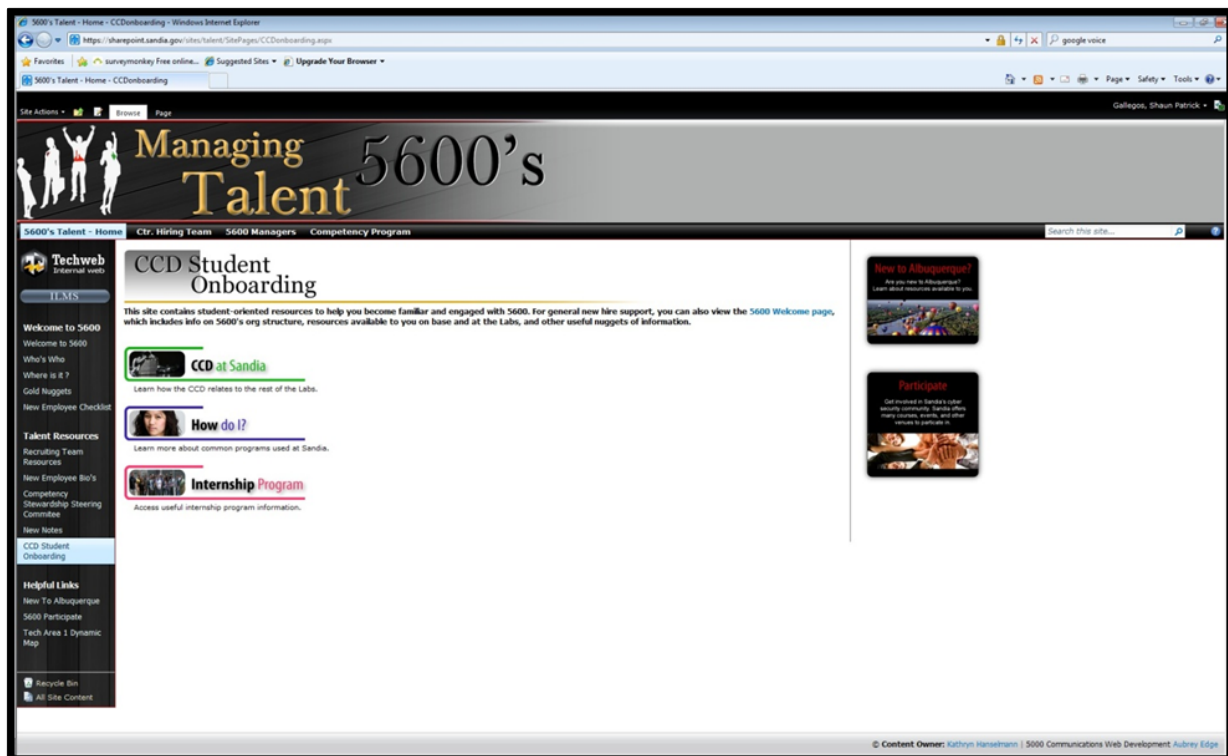 5600's Talent - Home - CCDonboarding - Windows Internet Explorer
https://sharepoint.sandia.gov/sites/talent/SitePages/CCDonboarding.aspx
google voice
Favorites
surveymonkey Free online...
Suggested Sites
Upgrade Your Browser
5600's Talent - Home - CCDonboarding
Page
Safety
Tools
Site Actions
Browse
Page
Gallegos, Shaun Patrick
Managing
Talent
5600's
5600's Talent - Home
Ctr. Hiring Team
5600 Managers
Competency Program
Search this site...
Techweb
Internal web
ILMS
Welcome to 5600
Welcome to 5600
Who's Who
Where is it ?
Gold Nuggets
New Employee Checklist
Talent Resources
Recruiting Team
Resources
New Employee Bio's
Competency
Stewardship Steering
Commitee
New Notes
CCD Student
Onboarding
Helpful Links
New To Albuquerque
5600 Participate
Tech Area 1 Dynamic
Map
Recycle Bin
All Site Content
CCD Student
Onboarding
This site contains student-oriented resources to help you become familiar and engaged with 5600. For general new hire support, you can also view the 5600 Welcome page,
which includes info on 5600's org structure, resources available to you on base and at the Labs, and other useful nuggets of information.
CCD at Sandia
Learn how the CCD relates to the rest of the Labs.
How do I?
Learn more about common programs used at Sandia.
Internship Program
Access useful internship program information.
New to Albuquerque?
Are you new to Albuquerque?
Learn about resources available to you.
Participate
Get involved in Sandia's cyber
security community. Sandia offers
many courses, events, and other
venues to particate in.
© Content Owner: Kathryn Hanselmann | 5000 Communications Web Development Aubrey Edge